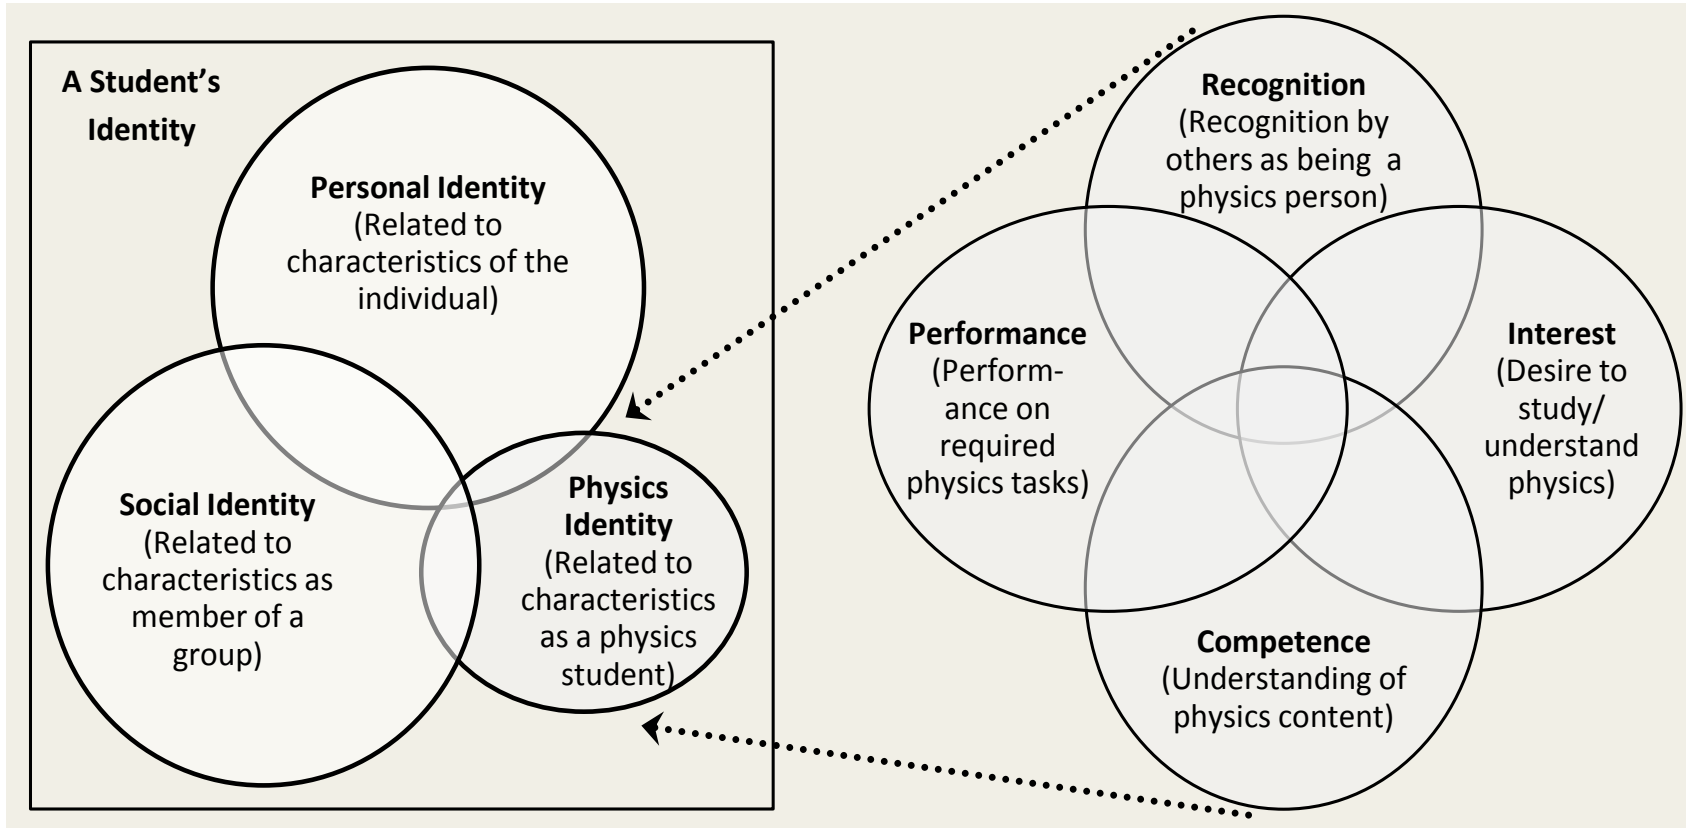 A Student’s
Identity
Personal Identity
(Related to
characteristics of the
individual)
Social Identity
(Related to
characteristics as
member of a
group)
Physics
Identity
(Related to
characteristics
as a physics
student)
Recognition
(Recognition by
others as being  a
physics person)
Performance
(Perform-
ance on
required
physics tasks)
Interest
(Desire to
study/
understand
physics)
Competence
(Understanding of
physics content)